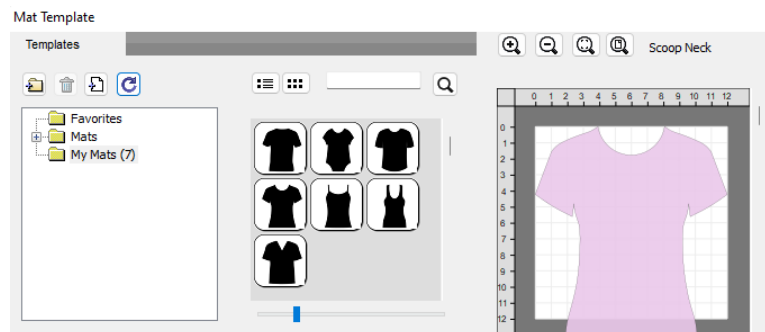 Mat Template
Templates
Scoop Neck
Favorites
Mats
My Mats (7)
0 1 2 3 4 5 6 7 8 9 10 11 12
0
1
2
3
4
5
6
7
8
9
10
11
12